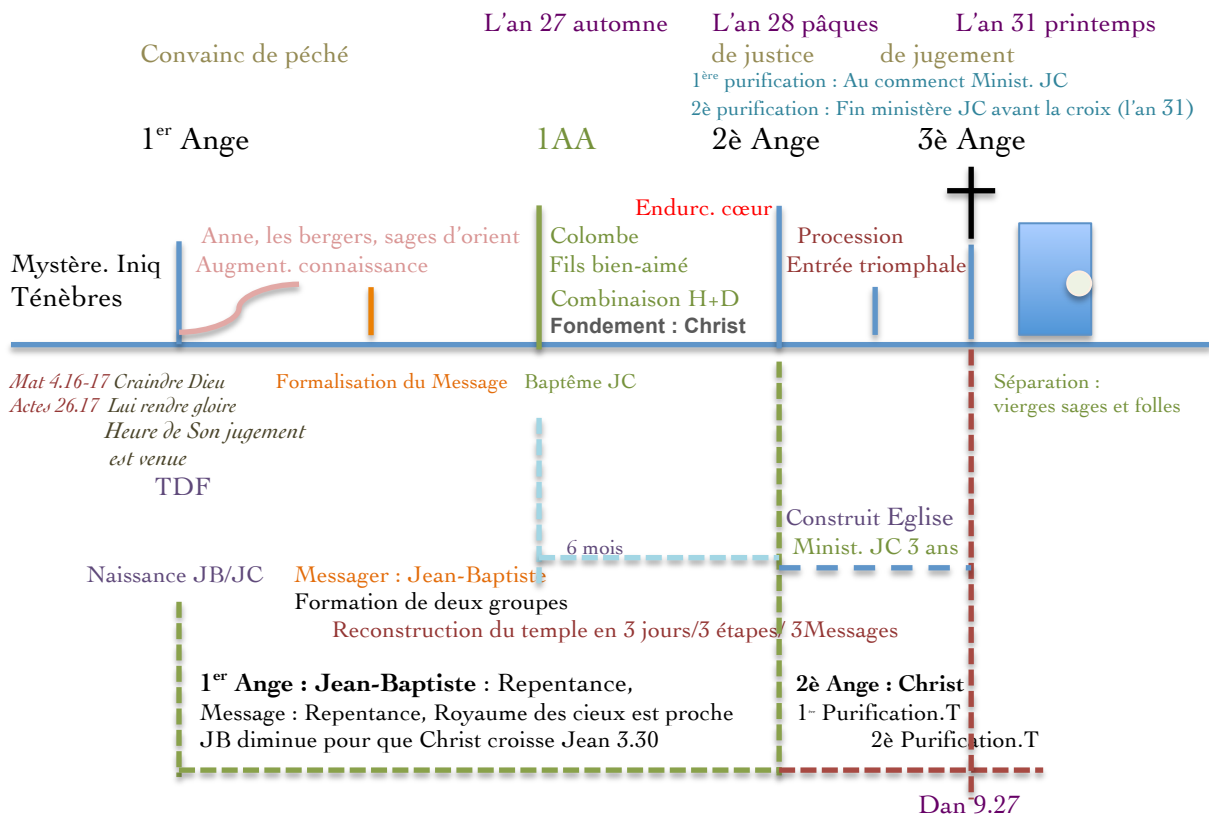 L'an 27 automne L'an 28 pâques L'an 31 printemps
Convainc de péché de justice de jugement
1ère purification : Au commenct Minist. JC
2è purification : Fin ministère JC avant la croix (l'an 31)
1er Ange 1AA 2è Ange 3è Ange
Endurc. cœur
Anne, les bergers, sages d'orient
Augment. connaissance
Colombe
Fils bien-aimé
Procession
Entrée triomphale
Mystère. Iniq
Ténèbres
Combinaison H+D
Fondement : Christ
Mat 4.16-17 Craindre Dieu
Actes 26.17 Lui rendre gloire
Heure de Son jugement
est venue
TDF
Formalisation du Message
Baptême JC
Séparation :
vierges sages et folles
Construit Eglise
Minist. JC 3 ans
6 mois
Naissance JB/JC
Messager : Jean-Baptiste
Formation de deux groupes
Reconstruction du temple en 3 jours/3 étapes/ 3Messages
1er Ange : Jean-Baptiste : Repentance,
Message : Repentance, Royaume des cieux est proche
JB diminue pour que Christ croisse Jean 3.30
2è Ange : Christ
Purification.T
2è Purification.T
Dan 9.27